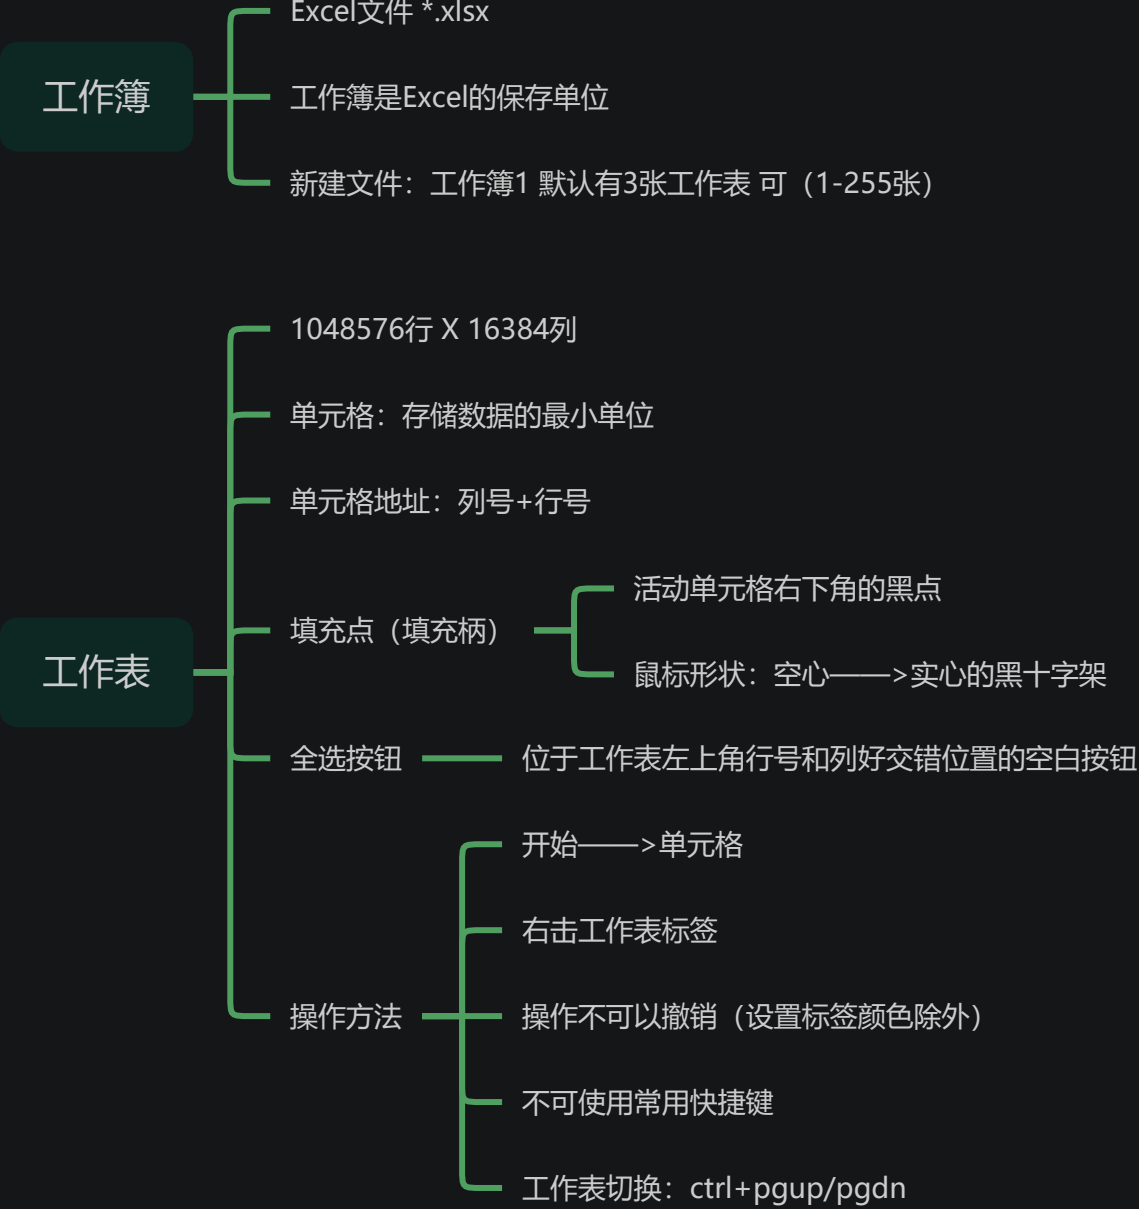 Excel文件 *.xlsx
工作簿
工作簿是Excel的保存单位
新建文件：工作簿1 默认有3张工作表 可（1-255张）
1048576行 X 16384列
单元格：存储数据的最小单位
单元格地址：列号+行号
活动单元格右下角的黑点
填充点（填充柄）
鼠标形状：空心——>实心的黑十字架
工作表
全选按钮
位于工作表左上角行号和列好交错位置的空白按钮
开始——>单元格
右击工作表标签
操作方法
操作不可以撤销（设置标签颜色除外）
不可使用常用快捷键
工作表切换：ctrl+pgup/pgdn